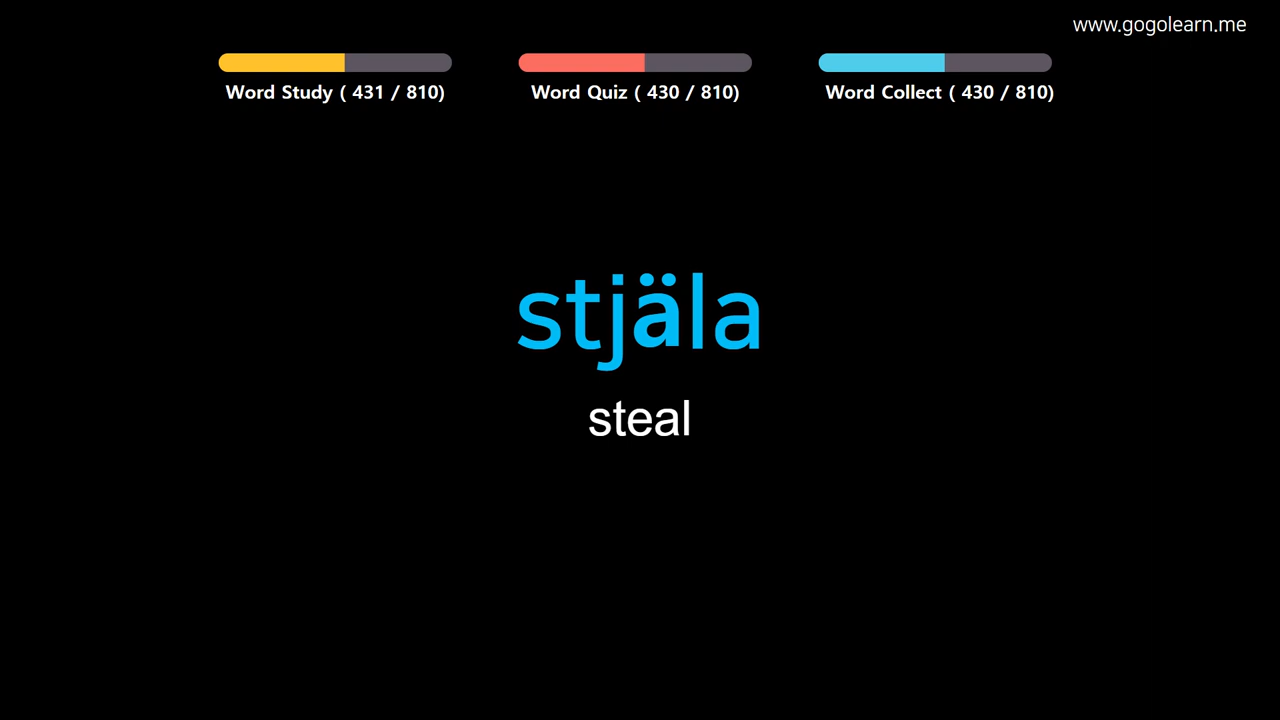 www.gogolearn.me
Word Study ( 431 / 810)
Word Quiz ( 430 / 810)
Word Collect ( 430 / 810)
stjäla
steal